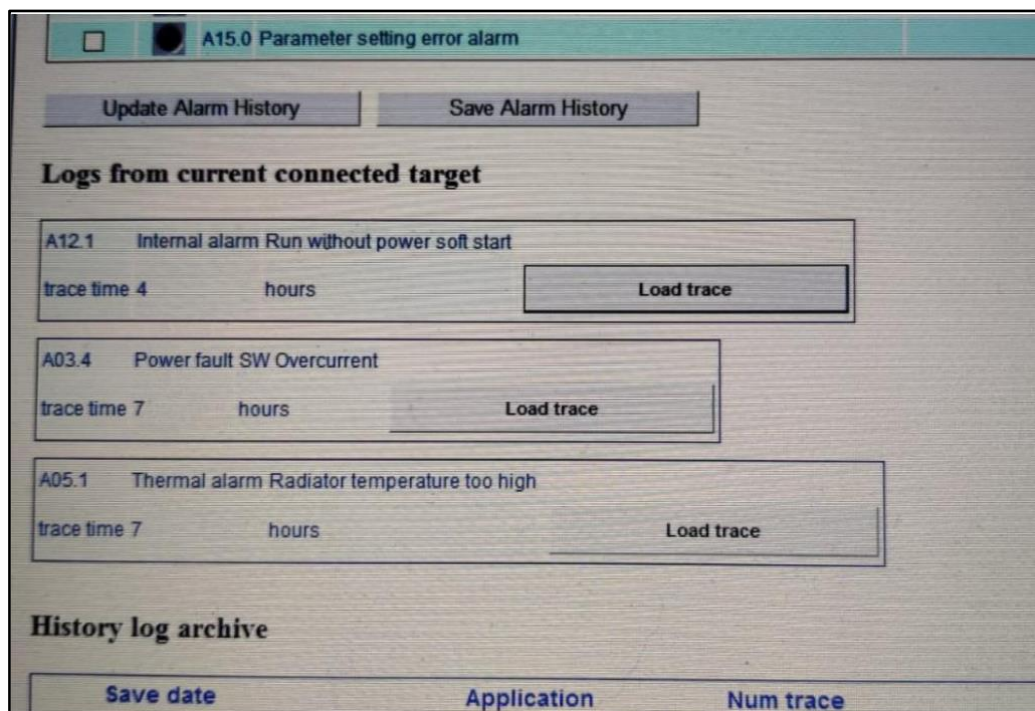 A15.0 Parameter setting error alarm
Update Alarm History Save Alarm History
Logs from current connected target
A12.1 Internal alarm Run without power soft start
trace time 4 hours Load trace
A03.4 Power fault SW Overcurrent
trace time 7 hours Load trace
A05.1 Thermal alarm Radiator temperature too high
trace time 7 hours Load trace
History log archive
Save date Application Num trace